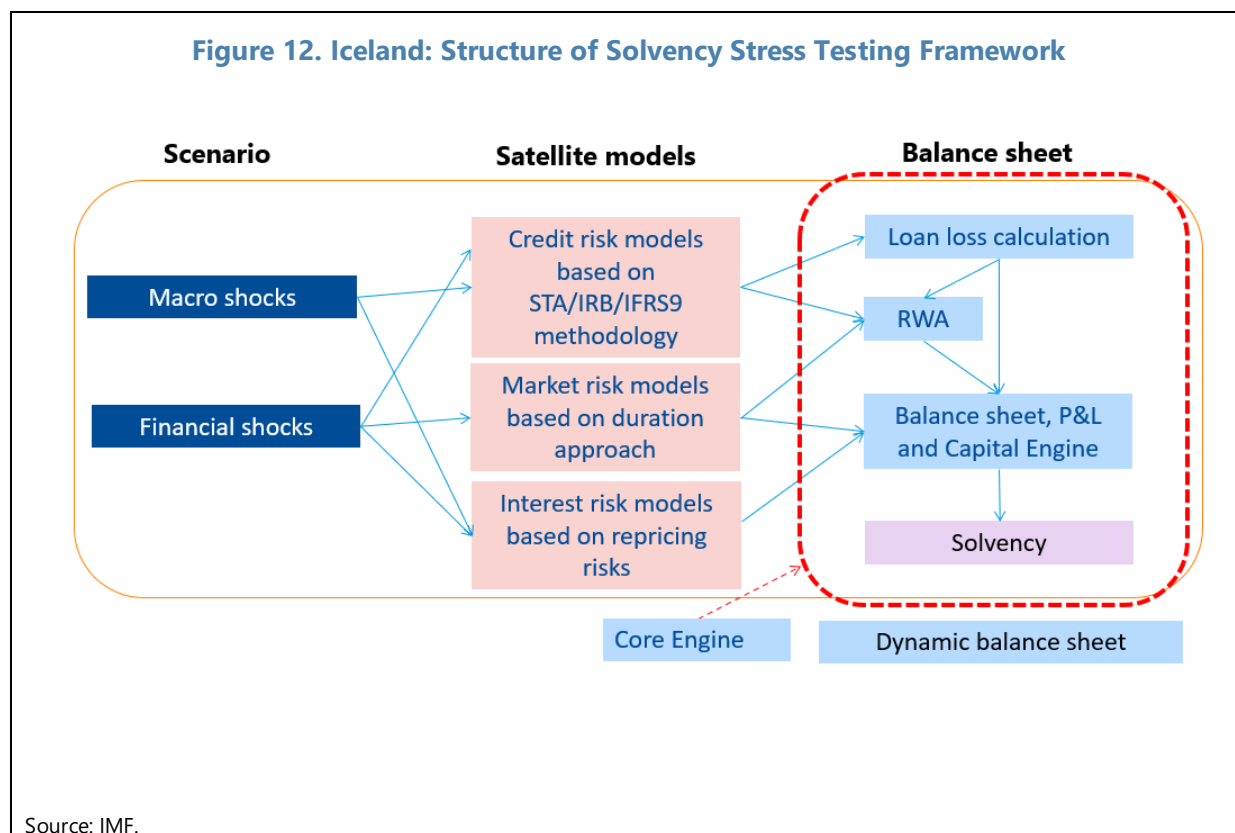 Figure 12. Iceland: Structure of Solvency Stress Testing Framework
Scenario
Satellite models
Balance sheet
Macro shocks
Financial shocks
Credit risk models
based on
STA/IRB/IFRS9
methodology
Market risk models
based on duration
approach
Interest risk models
based on repricing
risks
Loan loss calculation
RWA
Balance sheet, P&L
and Capital Engine
Solvency
Core Engine
Dynamic balance sheet
Source: IMF.